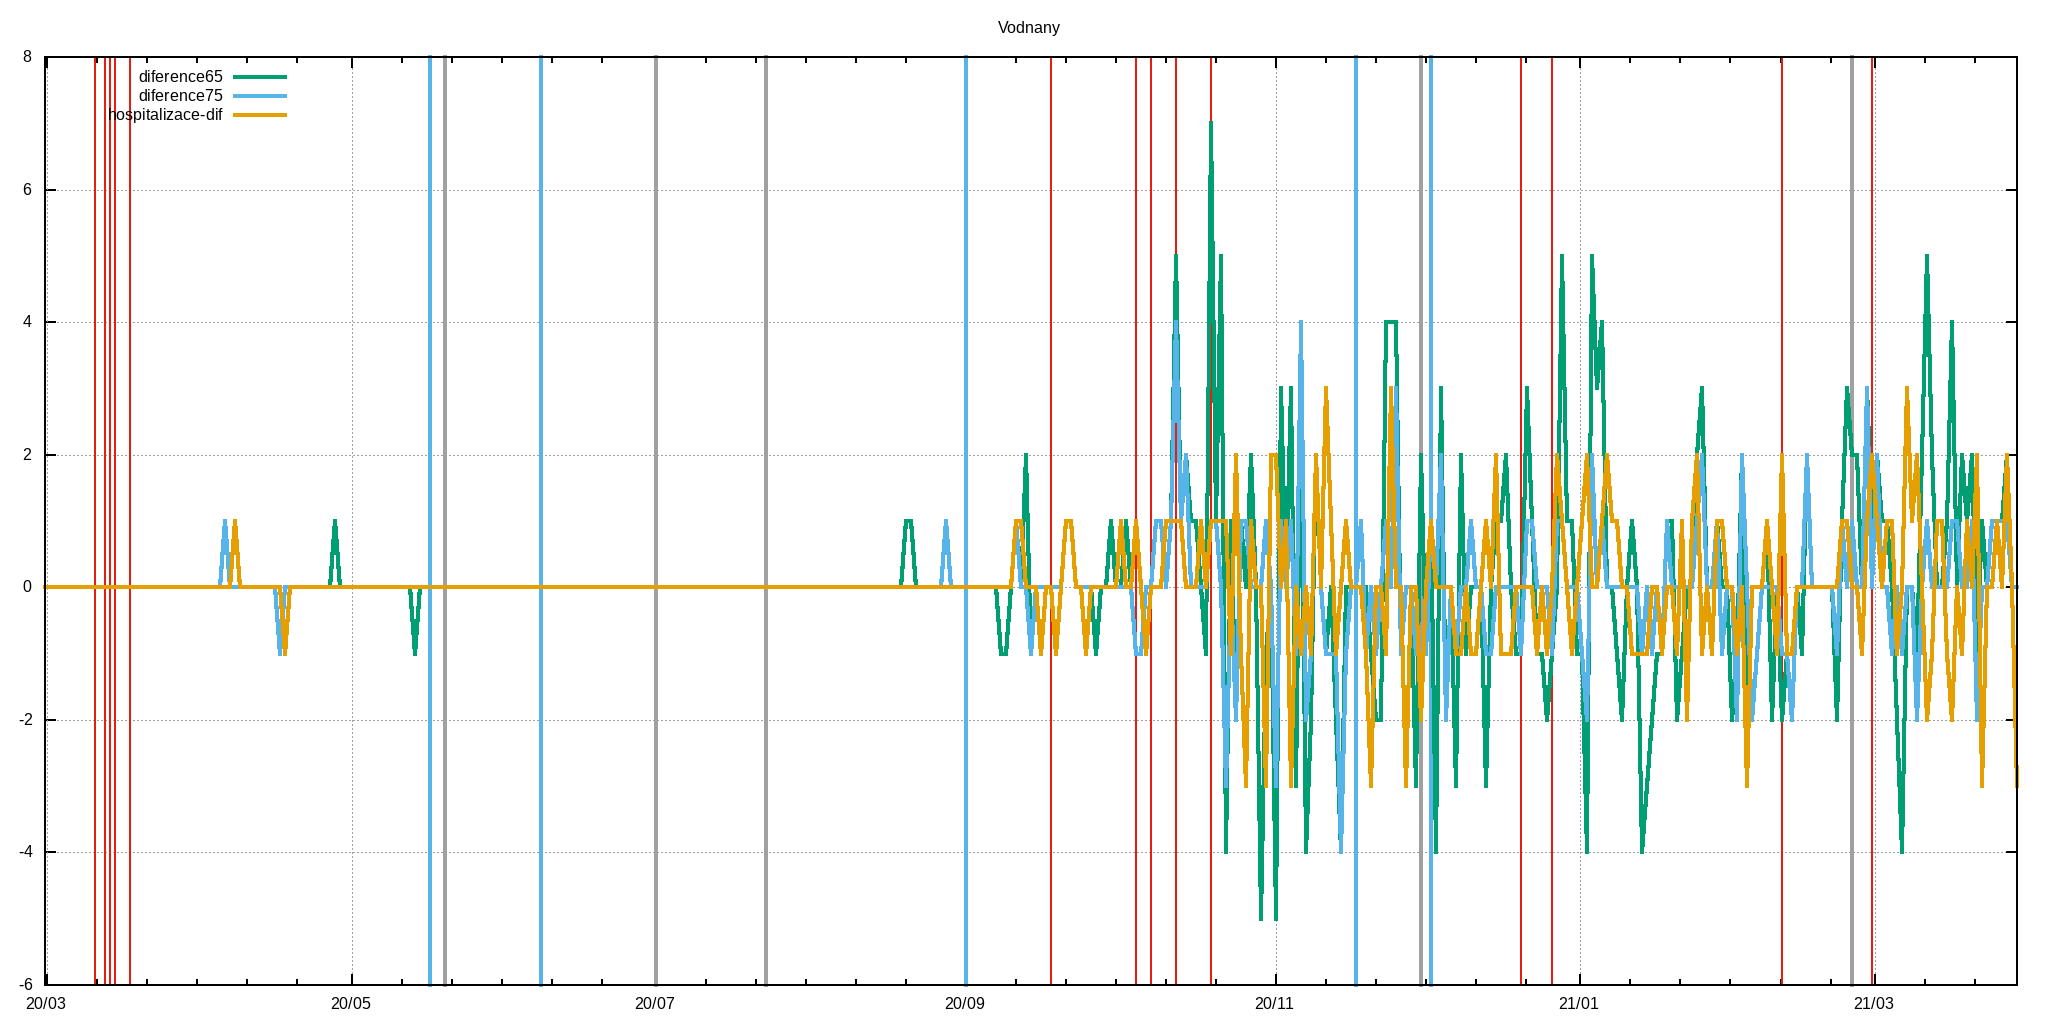 Vodnany
8
diference65
diference75
hospitalizace-dif
6
4
2
0
-2
-4
-6
20/03 20/05 20/07 20/09 20/11 21/01 21/03